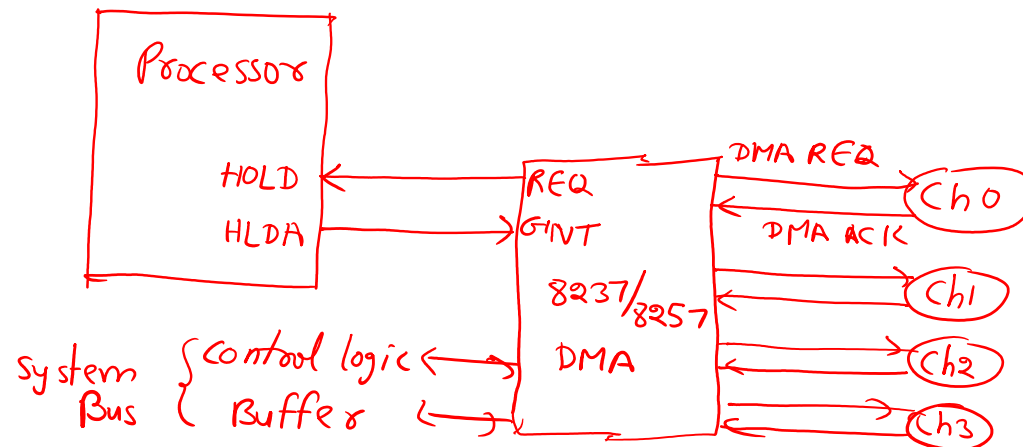 Processor
HOLD
HLDA
REQ
GNT
8237/8257
DMA
DMA REQ
DMA ACK
Ch0
Ch1
Ch2
Ch3
System Bus
Control logic
Buffer